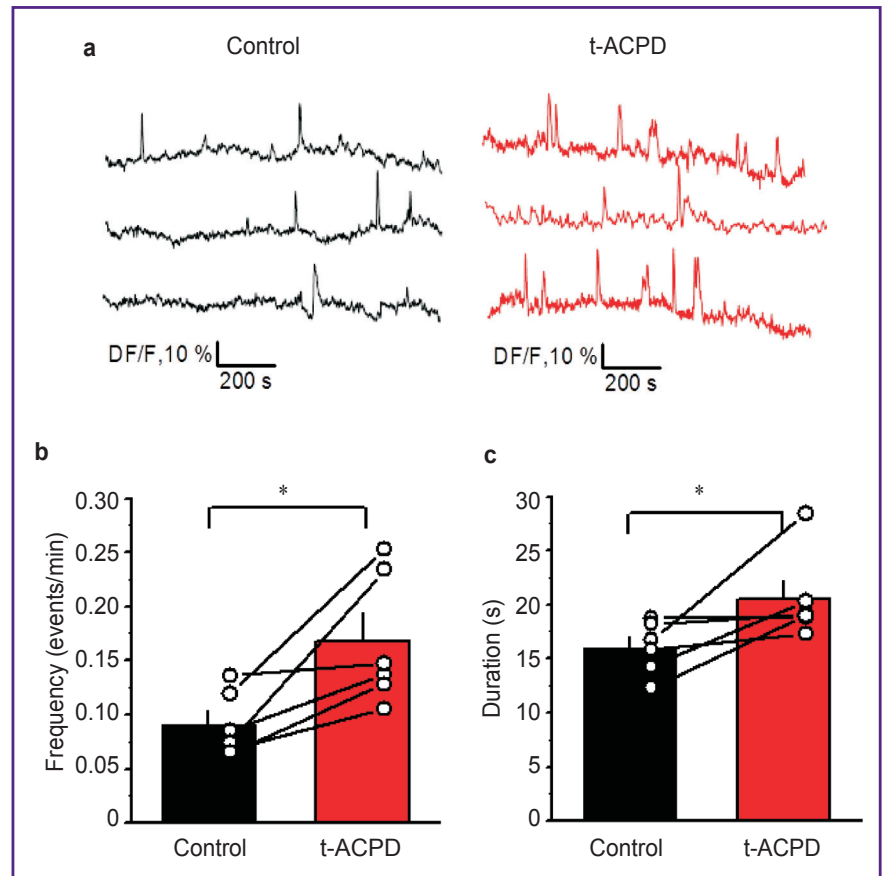 a
Control
t-ACPD
DF/F,10 %
200 s
DF/F,10 %
200 s
b
Frequency (events/min)
0.30
0.25
0.20
0.15
0.10
0.05
0
*
Control
t-ACPD
c
Duration (s)
30
25
20
15
10
5
0
*
Control
t-ACPD